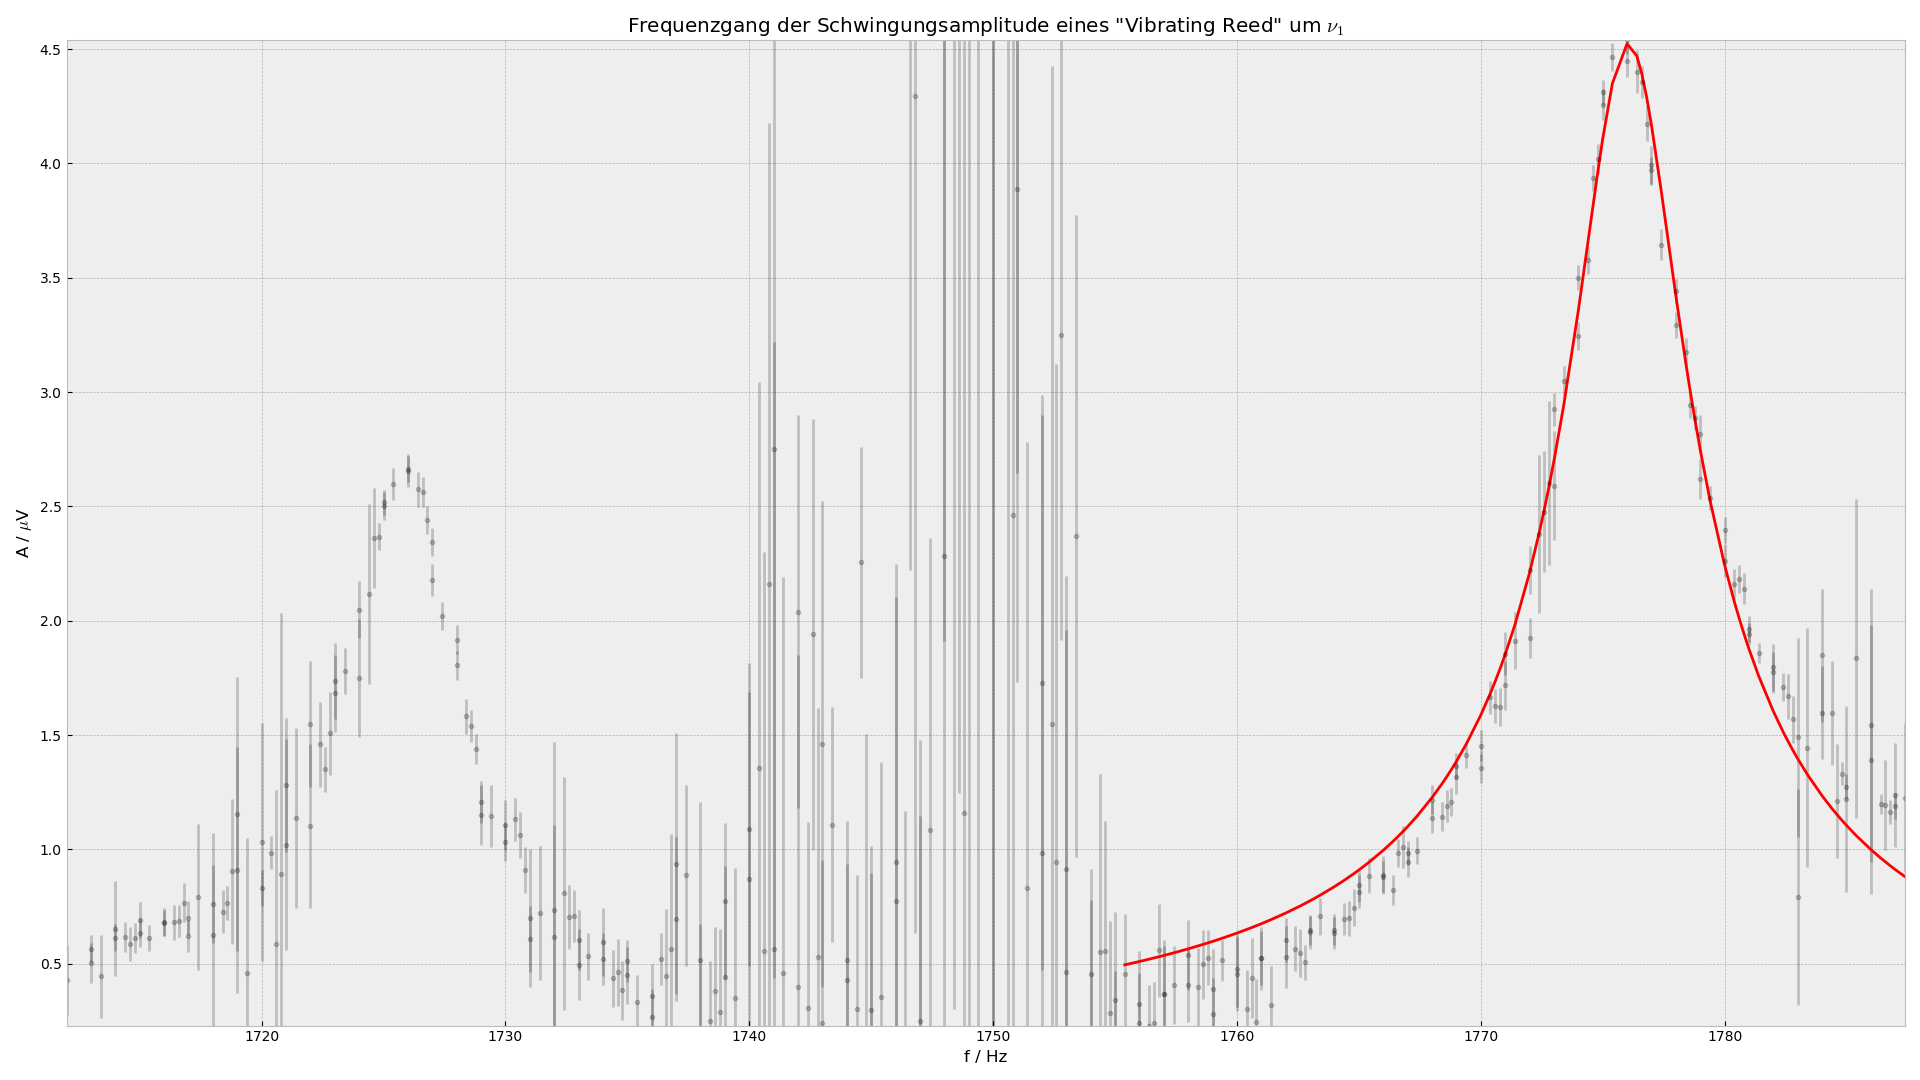 Frequenzgang der Schwingungsamplitude eines "Vibrating Reed" um ν₁
4.5
4.0
3.5
3.0
2.5
2.0
1.5
1.0
0.5
A / μV
1720 1730 1740 1750 1760 1770 1780
f / Hz